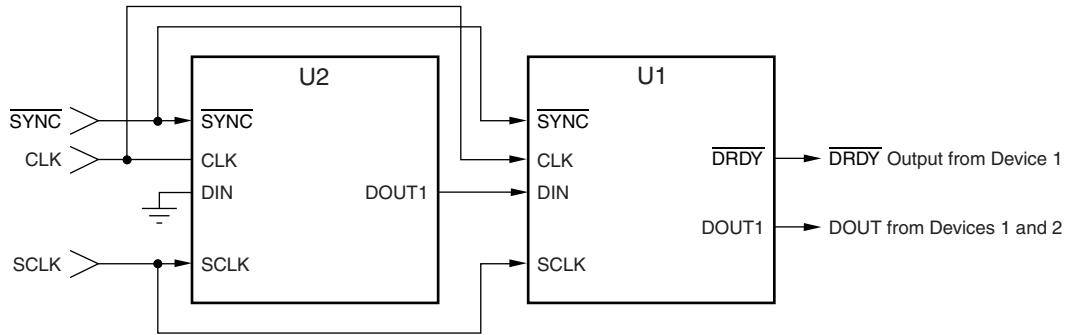 U2
U1
SYNC
SYNC
SYNC
CLK
CLK
CLK
DRDY
DRDY Output from Device 1
DIN
DOUT1
DIN
DOUT1
DOUT from Devices 1 and 2
SCLK
SCLK
SCLK